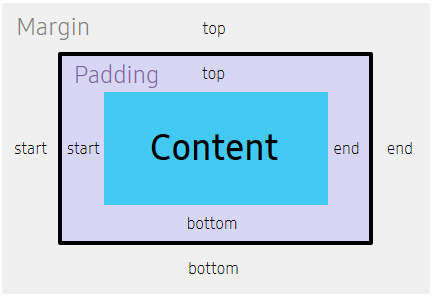 Margin
top
Padding
top
start
start
Content
end
end
bottom
bottom